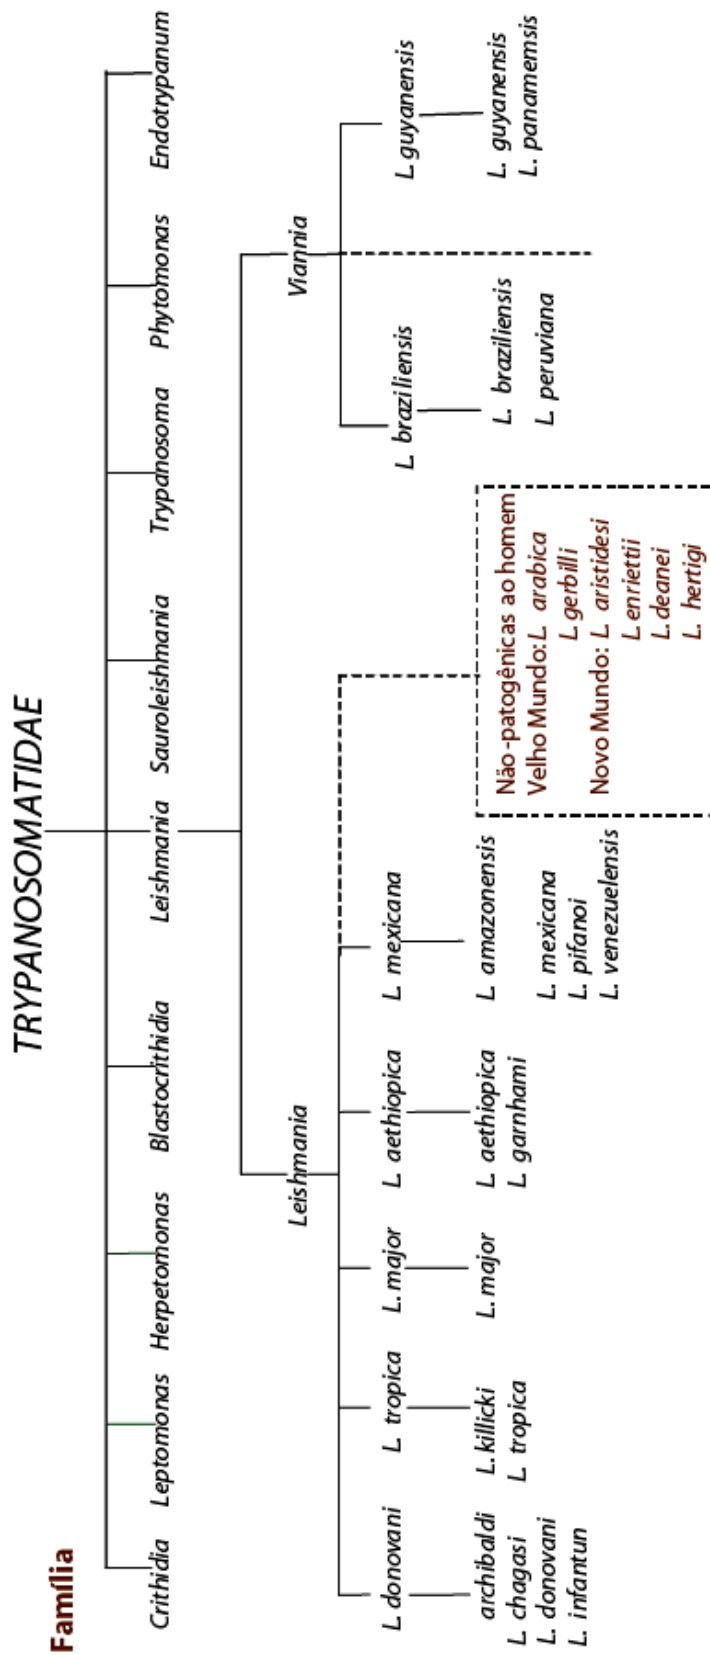 TRYPANOSOMATIDAE
Família
Crithidia
Leptomonas
Herpetomonas
Blastocrithidia
Leishmania
Sauroleishmania
Trypanosoma
Phytomonas
Endotrypanum
Leishmania
Viannia
L. donovani
L. tropica
L. major
L. aethiopica
L. mexicana
L. braziliensis
L guyanensis
archibaldi
L. chagasi
L. donovani
L. infantun
L.killicki
L. tropica
L. major
L. aethiopica
L. garnhami
L. amazonensis
L. mexicana
L. pifanoi
L. venezuelensis
Não -patogênicas ao homem
Velho Mundo: L. arabica
L gerbilli
Novo Mundo: L. aristidesi
L enriettii
L. deanei
L. hertigi
L. braziliensis
L. peruviana
L. guyanensis
L. panamemsis